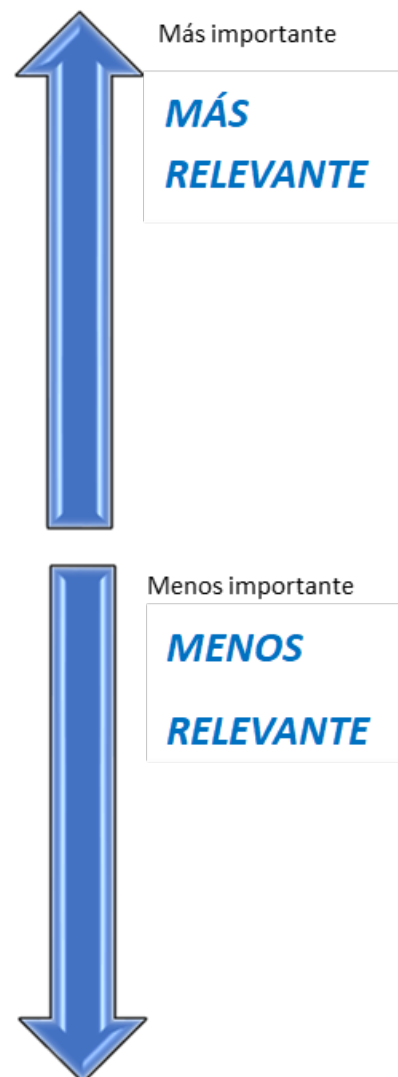 Más importante
MÁS
RELEVANTE
Menos importante
MENOS
RELEVANTE